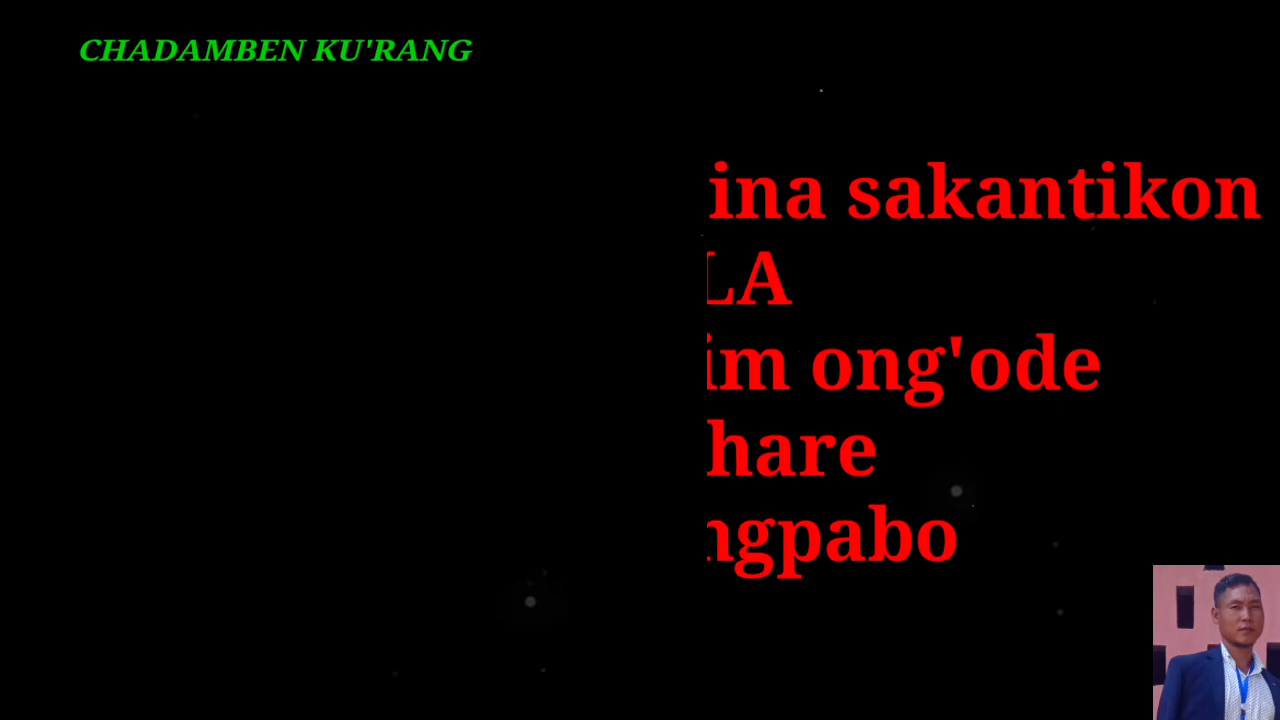 CHADAMBEN KU'RANG
ina sakantikon
LA
im ong'ode
hare
ngpabo